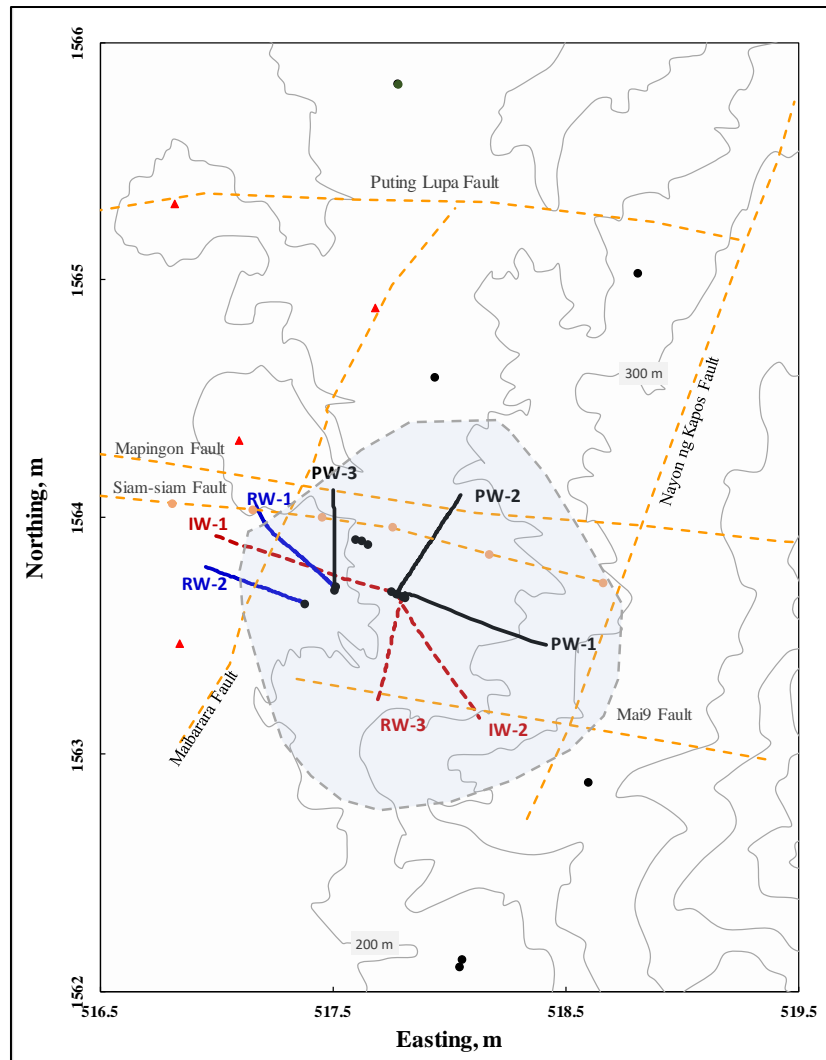 1566
Puting Lupa Fault
1565
300 m
Nayon ng Kapos Fault
Mapingon Fault
PW-3
PW-2
Siam-siam Fault
RW-1
1564
IW-1
RW-2
Northing, m
PW-1
Maibarara Fault
RW-3
IW-2
Mai9 Fault
1563
200 m
1562
516.5
517.5
518.5
519.5
Easting, m